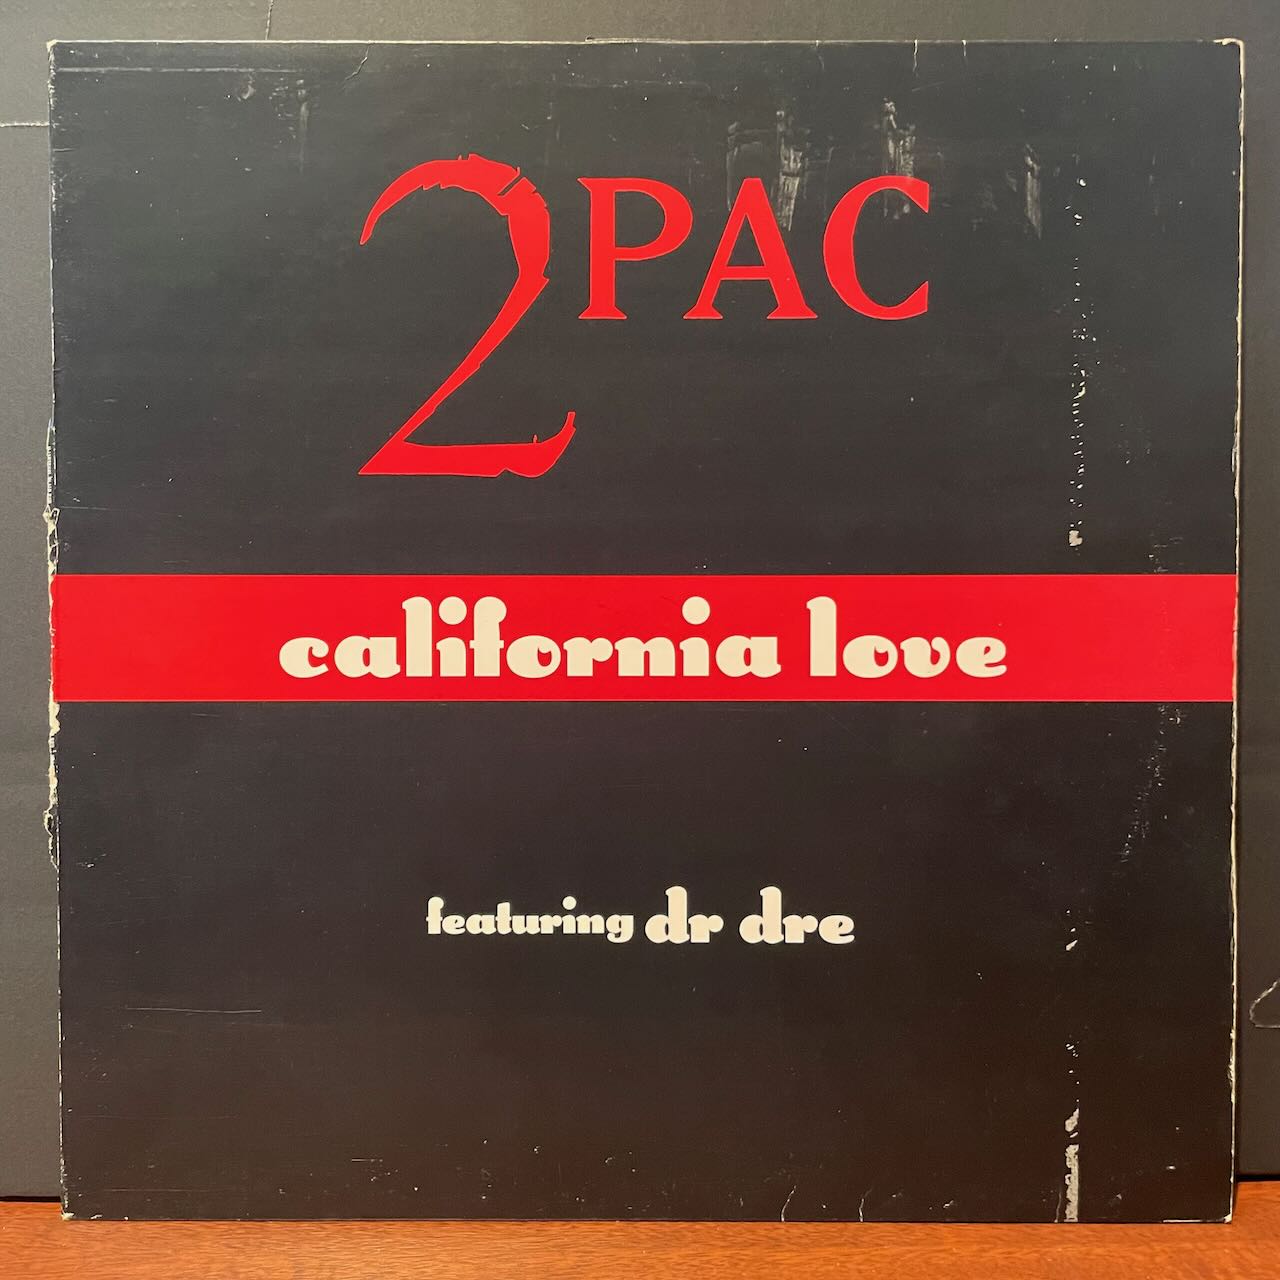 2PAC
california love
featuring dr dre